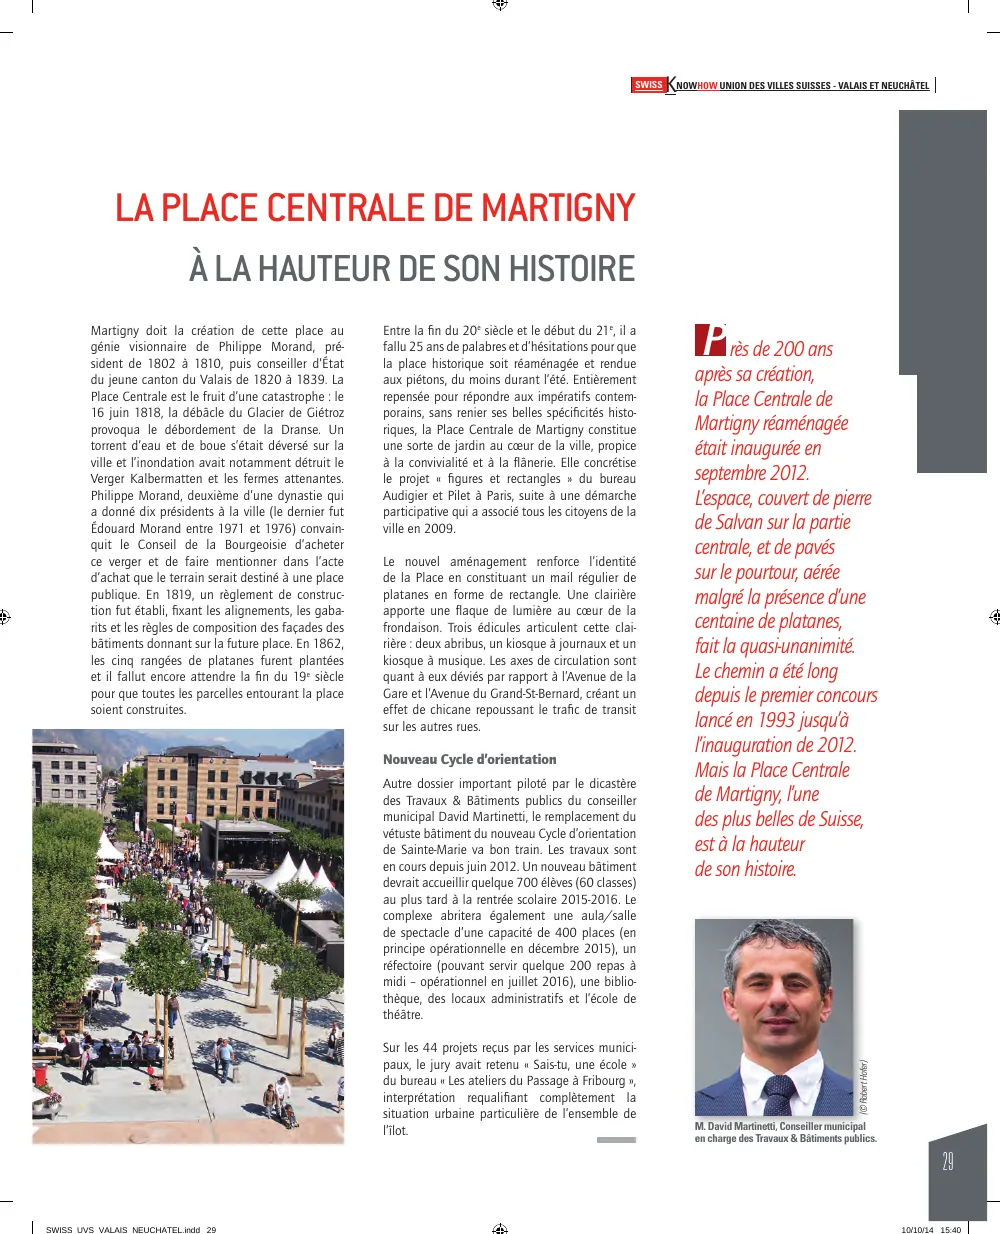 SWISS KNOWHOW UNION DES VILLES SUISSES - VALAIS ET NEUCHÂTEL
LA PLACE CENTRALE DE MARTIGNY
À LA HAUTEUR DE SON HISTOIRE
Martigny doit la création de cette place au
génie visionnaire de Philippe Morand, pré-
sident de 1802 à 1810, puis conseiller d'État
du jeune canton du Valais de 1820 à 1839. La
Place Centrale est le fruit d'une catastrophe : le
16 juin 1818, la débâcle du Glacier de Giétroz
provoqua le débordement de la Dranse. Un
torrent d'eau et de boue s'était déversé sur la
ville et l'inondation avait notamment détruit le
Verger Kalbermatten et les fermes attenantes.
Philippe Morand, deuxième d'une dynastie qui
a donné dix présidents à la ville (le dernier fut
Édouard Morand entre 1971 et 1976) convain-
quit le Conseil de la Bourgeoisie d'acheter
ce verger et de faire mentionner dans l'acte
d'achat que le terrain serait destiné à une place
publique. En 1819, un règlement de construc-
tion fut établi, fixant les alignements, les gaba-
rits et les règles de composition des façades des
bâtiments donnant sur la future place. En 1862,
les cinq rangées de platanes furent plantées
et il fallut encore attendre la fin du 19e siècle
pour que toutes les parcelles entourant la place
soient construites.
Entre la fin du 20e siècle et le début du 21e, il a
fallu 25 ans de palabres et d'hésitations pour que
la place historique soit réaménagée et rendue
aux piétons, du moins durant l'été. Entièrement
repensée pour répondre aux impératifs contem-
porains, sans renier ses belles spécificités histo-
riques, la Place Centrale de Martigny constitue
une sorte de jardin au cœur de la ville, propice
à la convivialité et à la flânerie. Elle concrétise
le projet « figures et rectangles » du bureau
Audigier et Pilet à Paris, suite à une démarche
participative qui a associé tous les citoyens de la
ville en 2009.
Le nouvel aménagement renforce l'identité
de la Place en constituant un mail régulier de
platanes en forme de rectangle. Une clairière
apporte une flaque de lumière au cœur de la
frondaison. Trois édicules articulent cette clai-
rière : deux abribus, un kiosque à journaux et un
kiosque à musique. Les axes de circulation sont
quant à eux déviés par rapport à l'Avenue de la
Gare et l'Avenue du Grand-St-Bernard, créant un
effet de chicane repoussant le trafic de transit
sur les autres rues.
Nouveau Cycle d'orientation
Autre dossier important piloté par le dicastère
des Travaux & Bâtiments publics du conseiller
municipal David Martinetti, le remplacement du
vétuste bâtiment du nouveau Cycle d'orientation
de Sainte-Marie va bon train. Les travaux sont
en cours depuis juin 2012. Un nouveau bâtiment
devrait accueillir quelque 700 élèves (60 classes)
au plus tard à la rentrée scolaire 2015-2016. Le
complexe abritera également une aula/salle
de spectacle d'une capacité de 400 places (en
principe opérationnelle en décembre 2015), un
réfectoire (pouvant servir quelque 200 repas à
midi – opérationnel en juillet 2016), une biblio-
thèque, des locaux administratifs et l'école de
théâtre.
Sur les 44 projets reçus par les services munici-
paux, le jury avait retenu « Sais-tu, une école »
du bureau « Les ateliers du Passage à Fribourg »,
interprétation requalifiant complètement la
situation urbaine particulière de l'ensemble de
l'îlot.
Près de 200 ans
après sa création,
la Place Centrale de
Martigny réaménagée
était inaugurée en
septembre 2012.
L'espace, couvert de pierre
de Salvan sur la partie
centrale, et de pavés
sur le pourtour, aérée
malgré la présence d'une
centaine de platanes,
fait la quasi-unanimité.
Le chemin a été long
depuis le premier concours
lancé en 1993 jusqu'à
l'inauguration de 2012.
Mais la Place Centrale
de Martigny, l'une
des plus belles de Suisse,
est à la hauteur
de son histoire.
(© Robert Hofer)
M. David Martinetti, Conseiller municipal
en charge des Travaux & Bâtiments publics.
29
SWISS_UVS_VALAIS_NEUCHATEL.indd 29
10/10/14 15:40